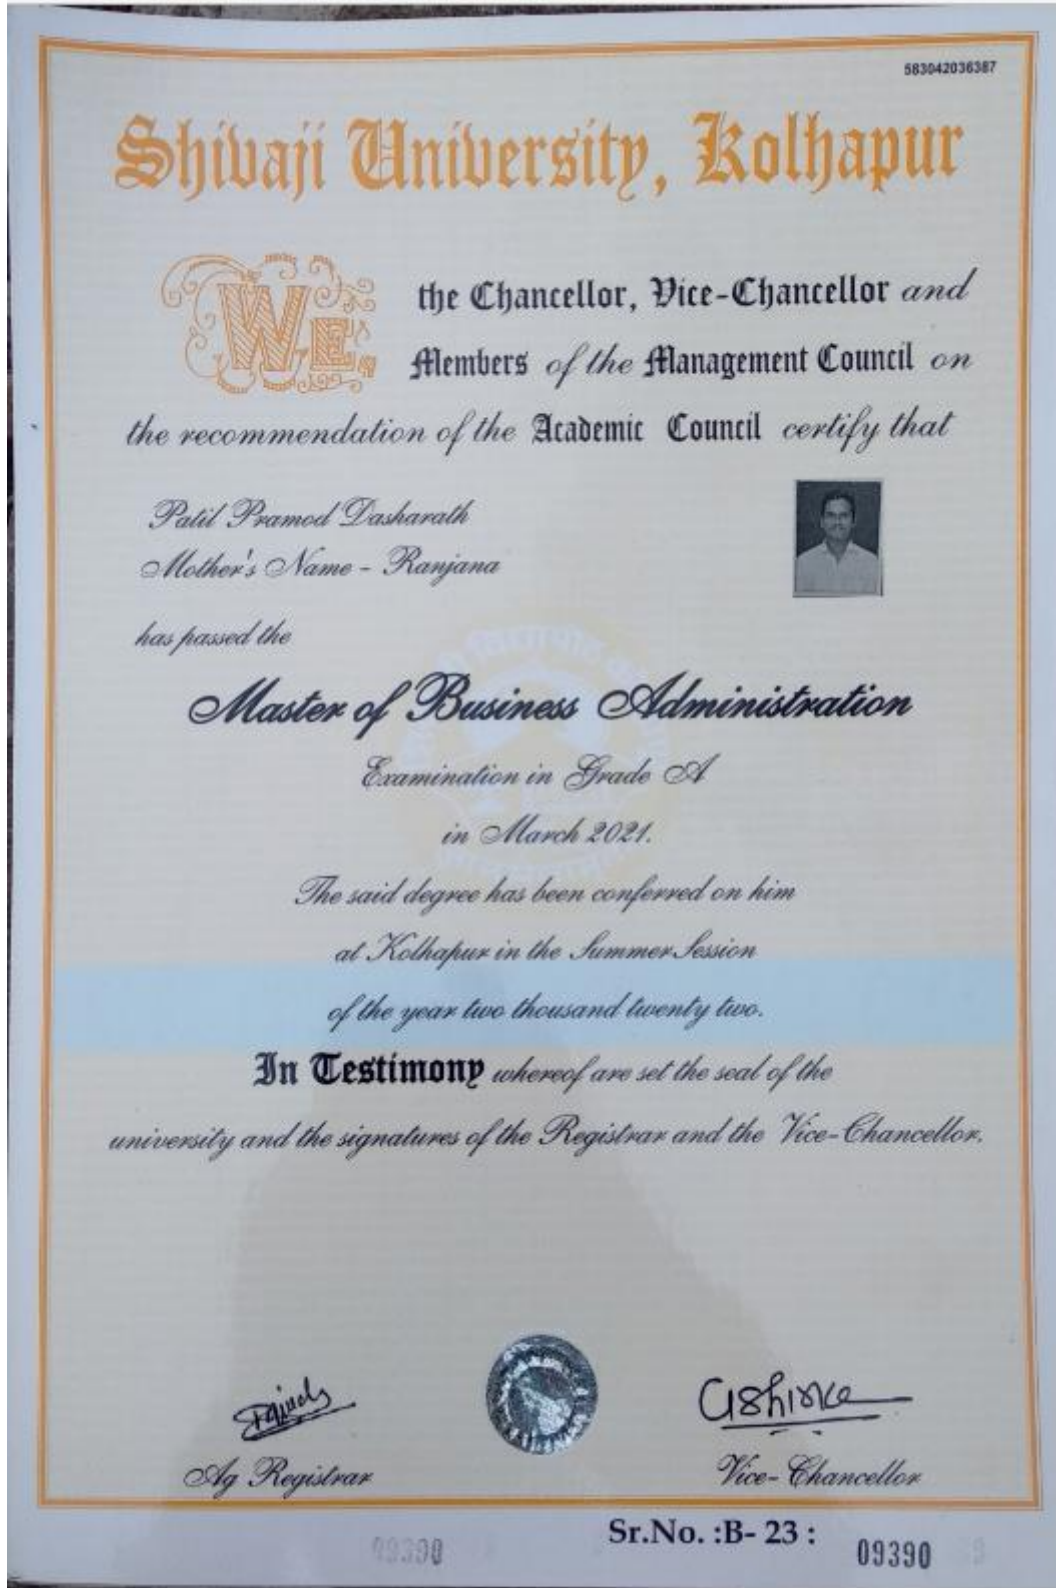 583042036387
Shivaji University, Kolhapur
WE, the Chancellor, Vice-Chancellor and
Members of the Management Council on
the recommendation of the Academic Council certify that
Patil Pramod Dasharath
Mother's Name - Ranjana
has passed the
Master of Business Administration
Examination in Grade A
in March 2021.
The said degree has been conferred on him
at Kolhapur in the Summer Session
of the year two thousand twenty two.
In Testimony whereof are set the seal of the
university and the signatures of the Registrar and the Vice-Chancellor.
Ag Registrar
Vice-Chancellor
Sr.No. :B- 23 : 09390
09390